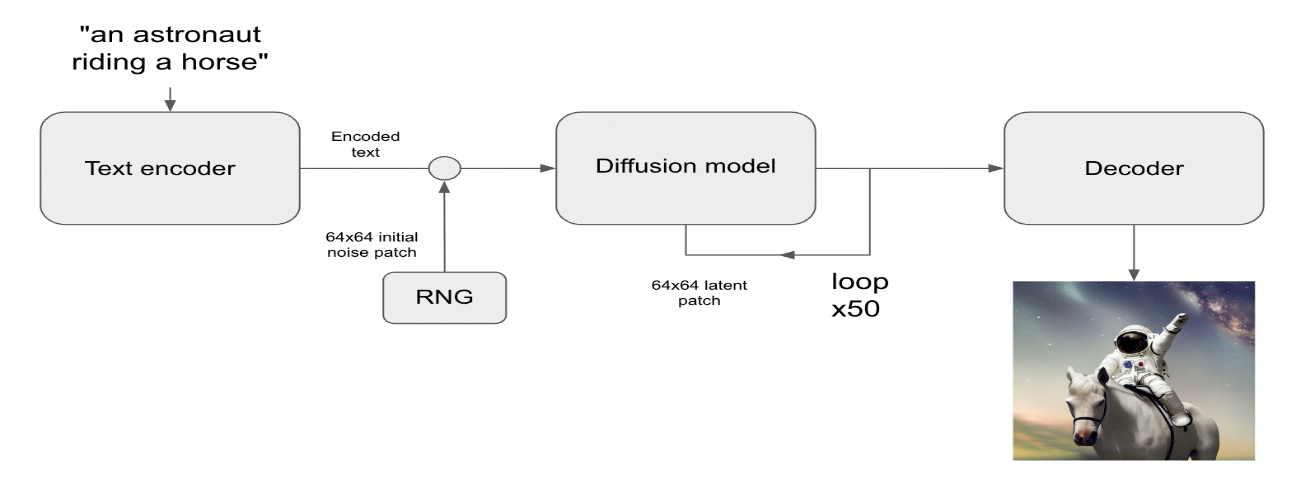 "an astronaut
riding a horse"
Text encoder
Encoded
text
64x64 initial
noise patch
RNG
Diffusion model
64x64 latent
patch
loop
x50
Decoder